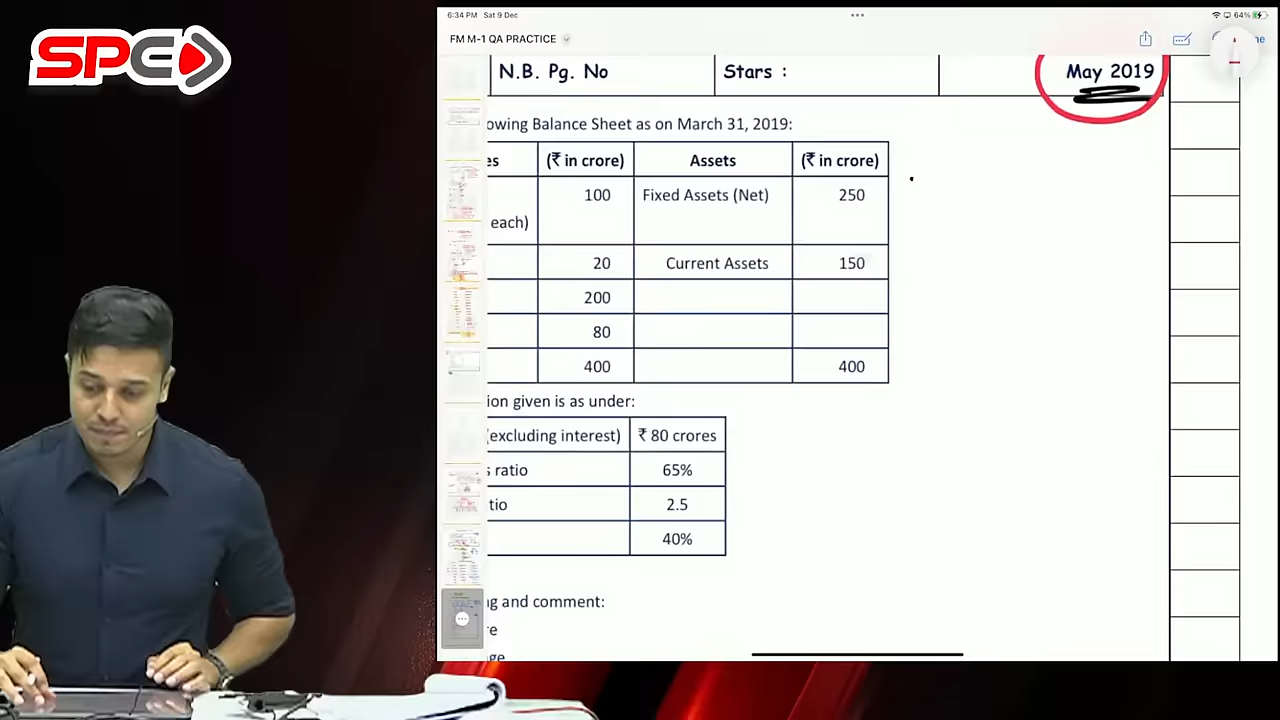 SPC
6:34 PM Sat 9 Dec
64%
FM M-1 QA PRACTICE
N.B. Pg. No Stars : May 2019
owing Balance Sheet as on March 31, 2019:
es (₹ in crore) Assets (₹ in crore)
100 Fixed Assets (Net) 250
each)
20 Current Assets 150
200
80
400 400
ion given is as under:
(excluding interest) ₹ 80 crores
s ratio 65%
tio 2.5
40%
ng and comment:
re
ge